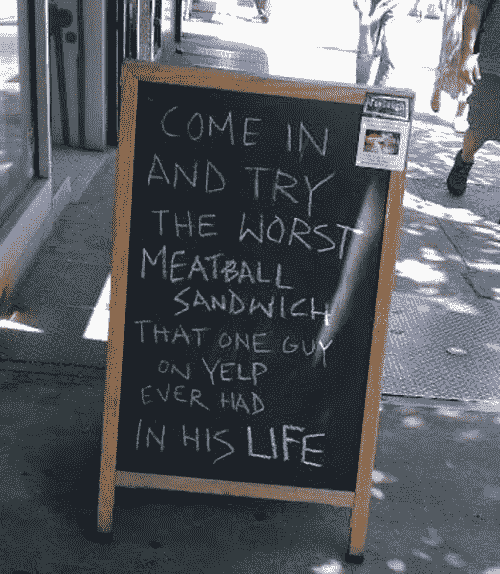 COME IN
AND TRY
THE WORST
MEATBALL
SANDWICH
THAT ONE GUY
ON YELP
EVER HAD
IN HIS LIFE